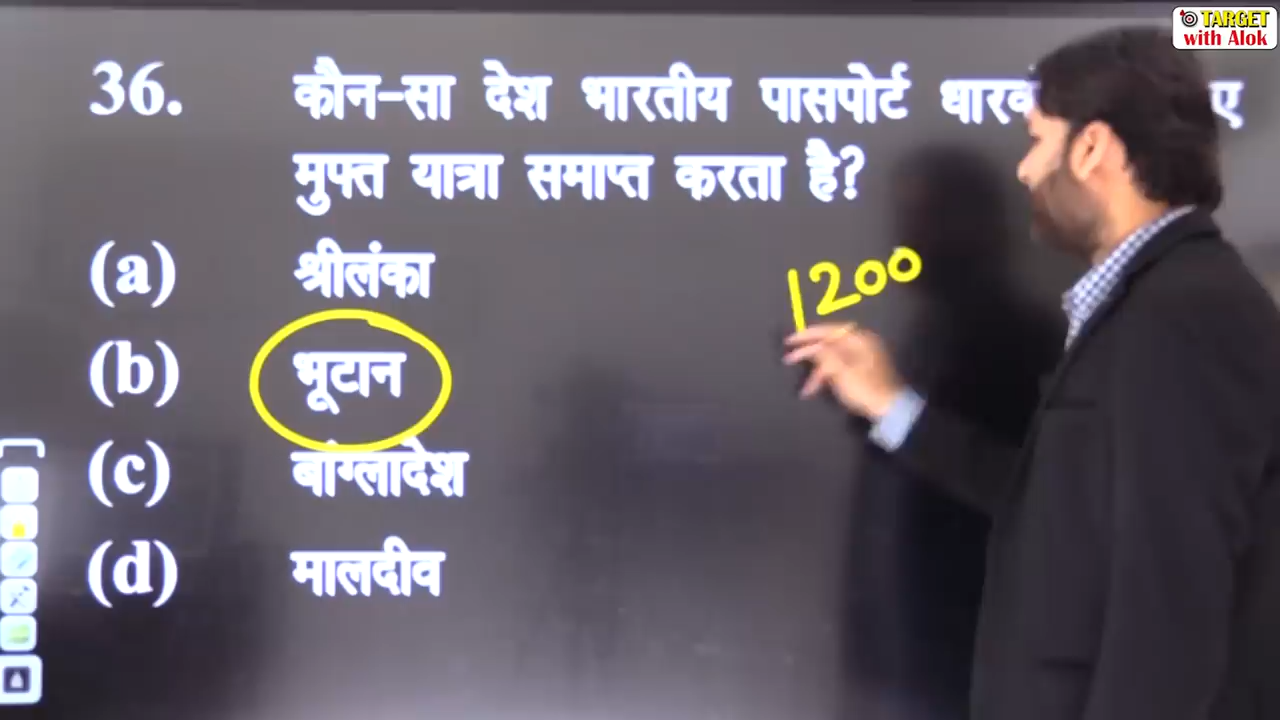 TARGET
with Alok
36. कौन-सा देश भारतीय पासपोर्ट
मुफ्त यात्रा समाप्त करता है?
(a) श्रीलंका
1200
(b) भूटान
(c) बांग्लादेश
(d) मालदीव